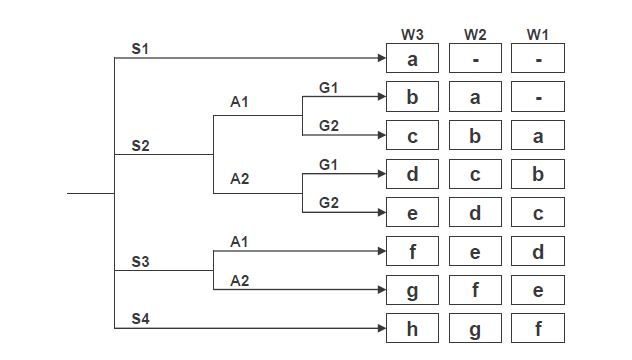 W3 W2 W1
S1 a - -
G1 b a -
A1
G2 c b a
S2
G1 d c b
A2
G2 e d c
A1 f e d
S3
A2 g f e
S4 h g f